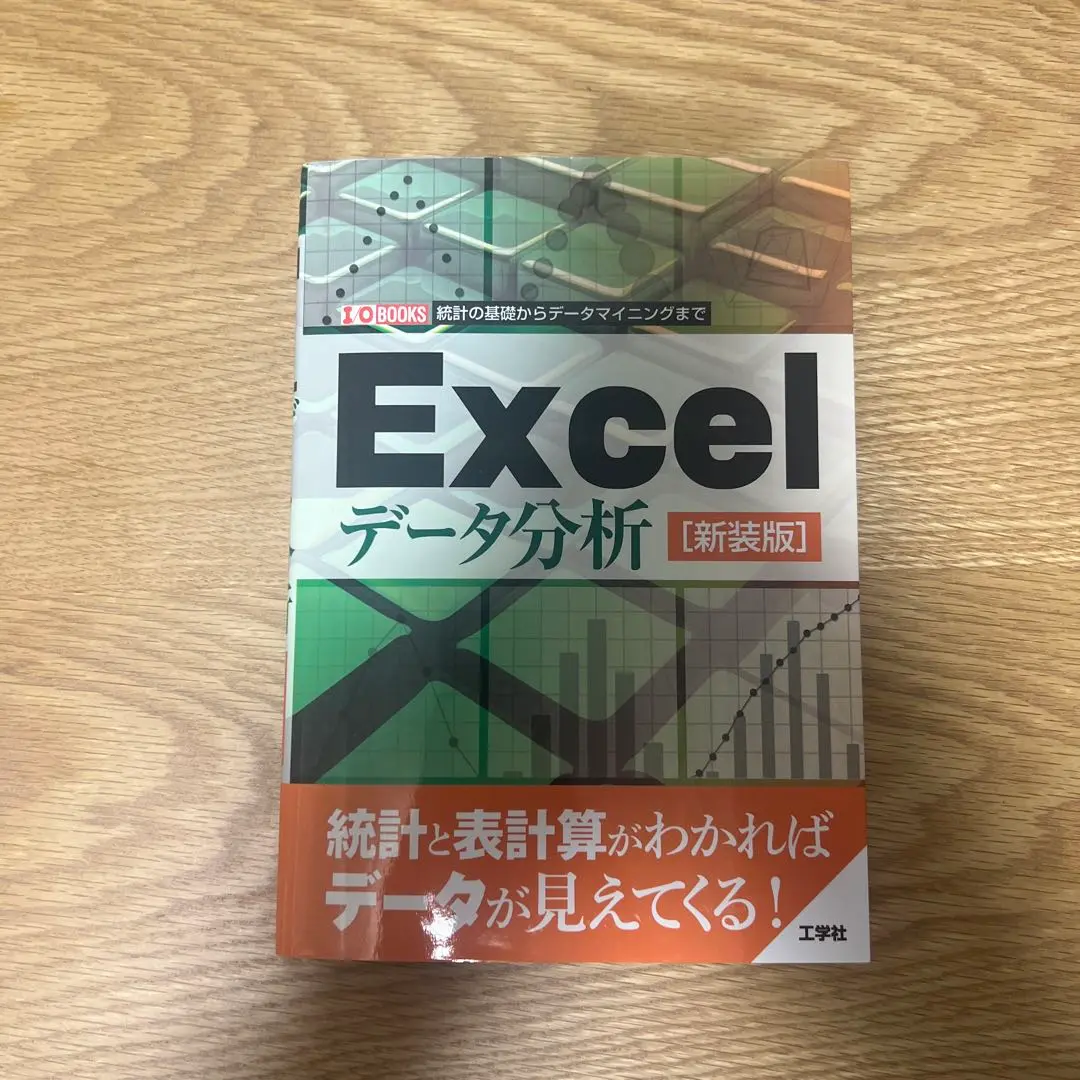 I/O BOOKS 統計の基礎からデータマイニングまで
Excel
データ分析 [新装版]
統計と表計算がわかれば
データが見えてくる!
工学社